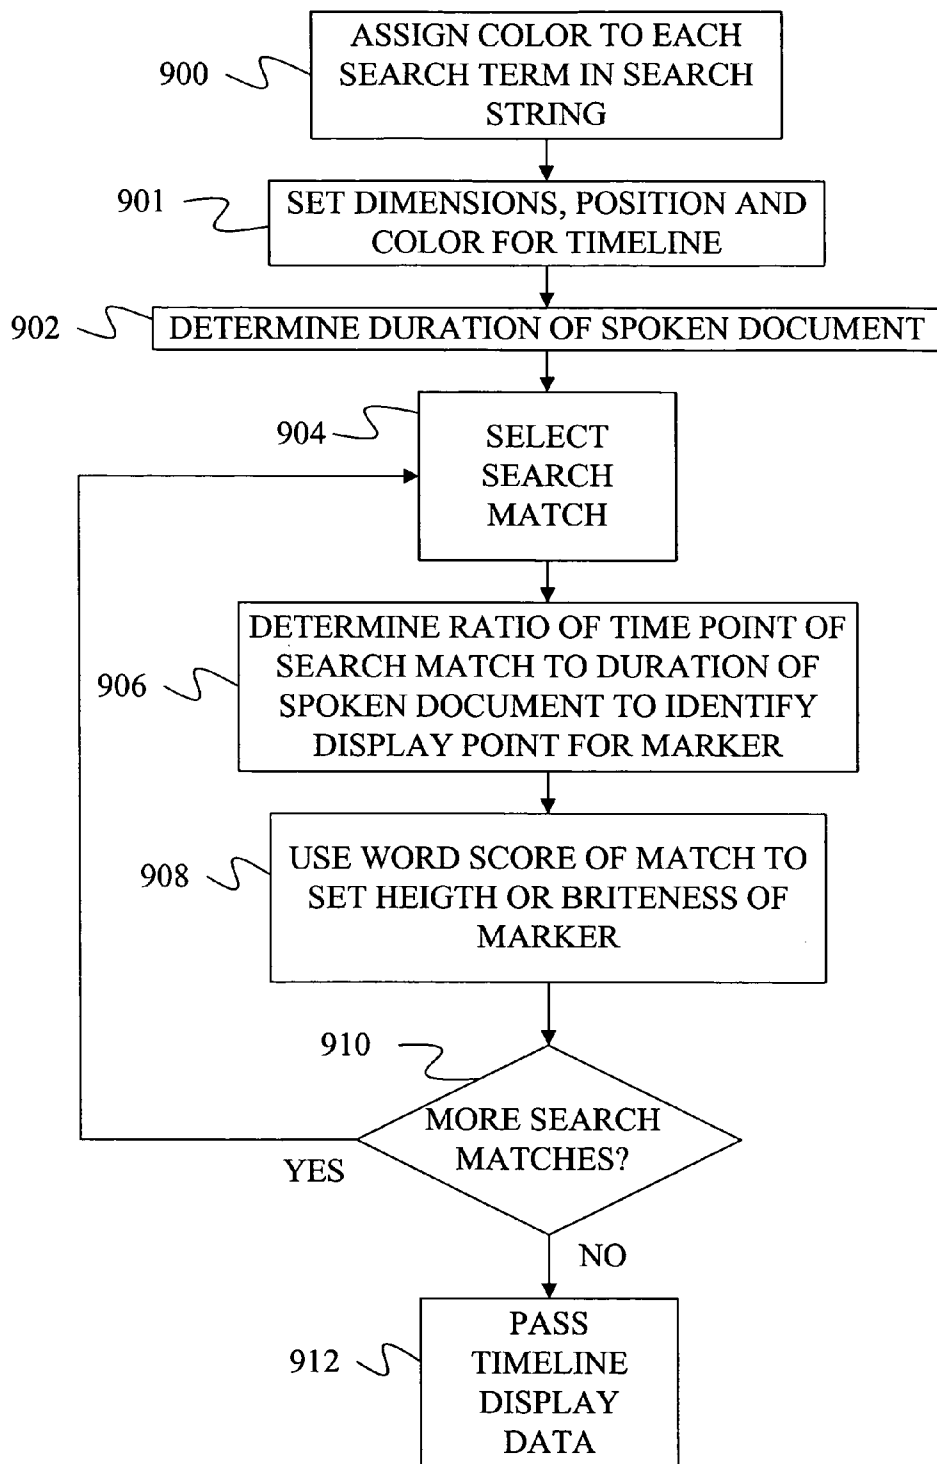 900
ASSIGN COLOR TO EACH
SEARCH TERM IN SEARCH
STRING
901
SET DIMENSIONS, POSITION AND
COLOR FOR TIMELINE
902
DETERMINE DURATION OF SPOKEN DOCUMENT
904
SELECT
SEARCH
MATCH
906
DETERMINE RATIO OF TIME POINT OF
SEARCH MATCH TO DURATION OF
SPOKEN DOCUMENT TO IDENTIFY
DISPLAY POINT FOR MARKER
908
USE WORD SCORE OF MATCH TO
SET HEIGTH OR BRITENESS OF
MARKER
910
MORE SEARCH
MATCHES?
YES
NO
912
PASS
TIMELINE
DISPLAY
DATA